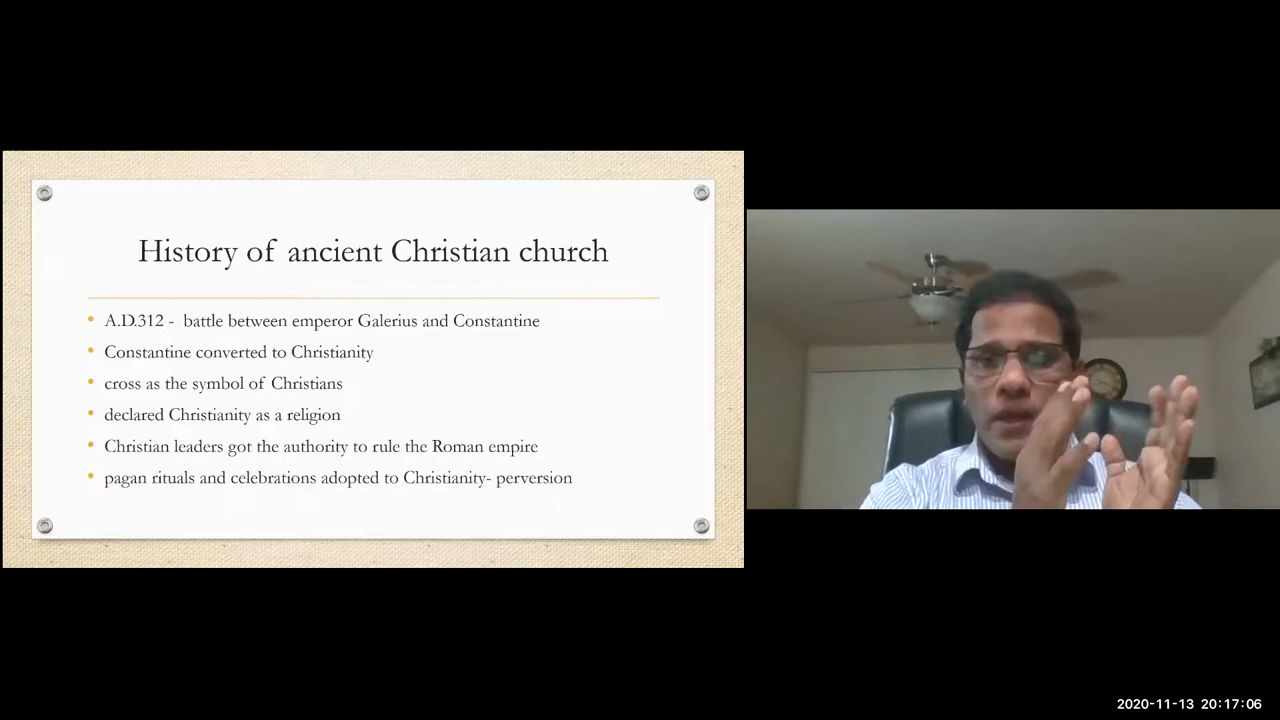 History of ancient Christian church
A.D.312 - battle between emperor Galerius and Constantine
Constantine converted to Christianity
cross as the symbol of Christians
declared Christianity as a religion
Christian leaders got the authority to rule the Roman empire
pagan rituals and celebrations adopted to Christianity- perversion
2020-11-13 20:17:06